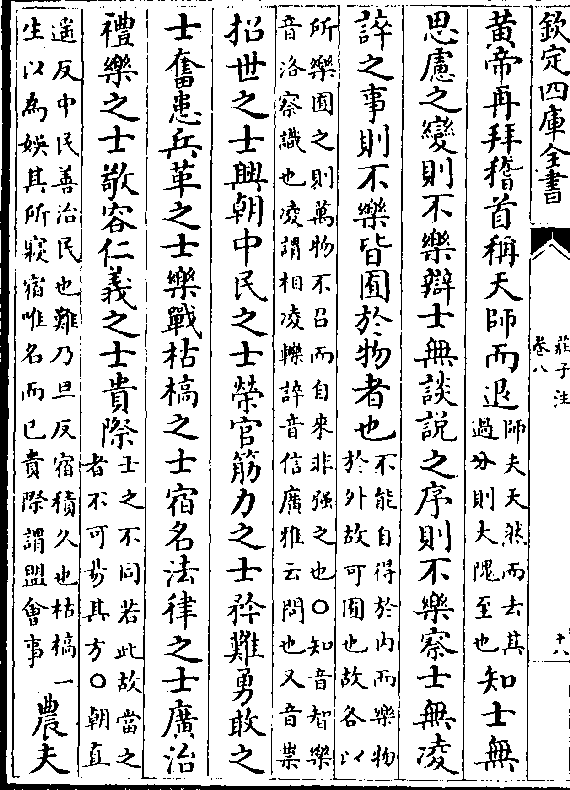 欽定四庫全書
莊子注
卷八
十八
黃帝再拜稽首稱天師而退
師夫天然而去其
過分則大隗至也
知士無
思慮之變則不樂辯士無談說之序則不樂察士無凌
誶之事則不樂皆囿於物者也
不能自得於内而樂物
於外故可囿也故各以
所樂囿之則萬物不召而自來非强之也○知音智樂
音洛察識也凌謂相凌轢誶音信廣雅云問也又音祟
招世之士興朝中民之士榮官筋力之士矜難勇敢之
士奮患兵革之士樂戰枯槁之士宿名法律之士廣治
禮樂之士敬容仁義之士貴際
士之不同若此故當之
者不可易其方○朝直
遥反中民善治民也難乃旦反宿積久也枯槁一
生以為娛其所寢宿唯名而已貴際謂盟會事
農夫